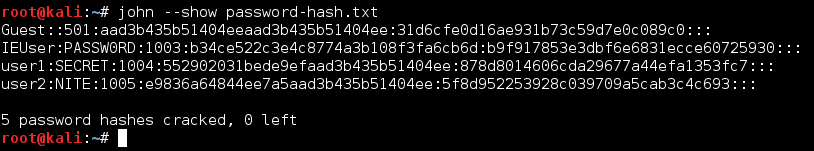 root@kali:~# john --show password-hash.txt
Guest::501:aad3b435b51404eeaad3b435b51404ee:31d6cfe0d16ae931b73c59d7e0c089c0:::
IEUser:PASSW0RD:1003:b34ce522c3e4c8774a3b108f3fa6cb6d:b9f917853e3dbf6e6831ecce60725930:::
user1:SECRET:1004:552902031bede9efaad3b435b51404ee:878d8014606cda29677a44efa1353fc7:::
user2:NITE:1005:e9836a64844ee7a5aad3b435b51404ee:5f8d952253928c039709a5cab3c4c693:::
5 password hashes cracked, 0 left
root@kali:~#